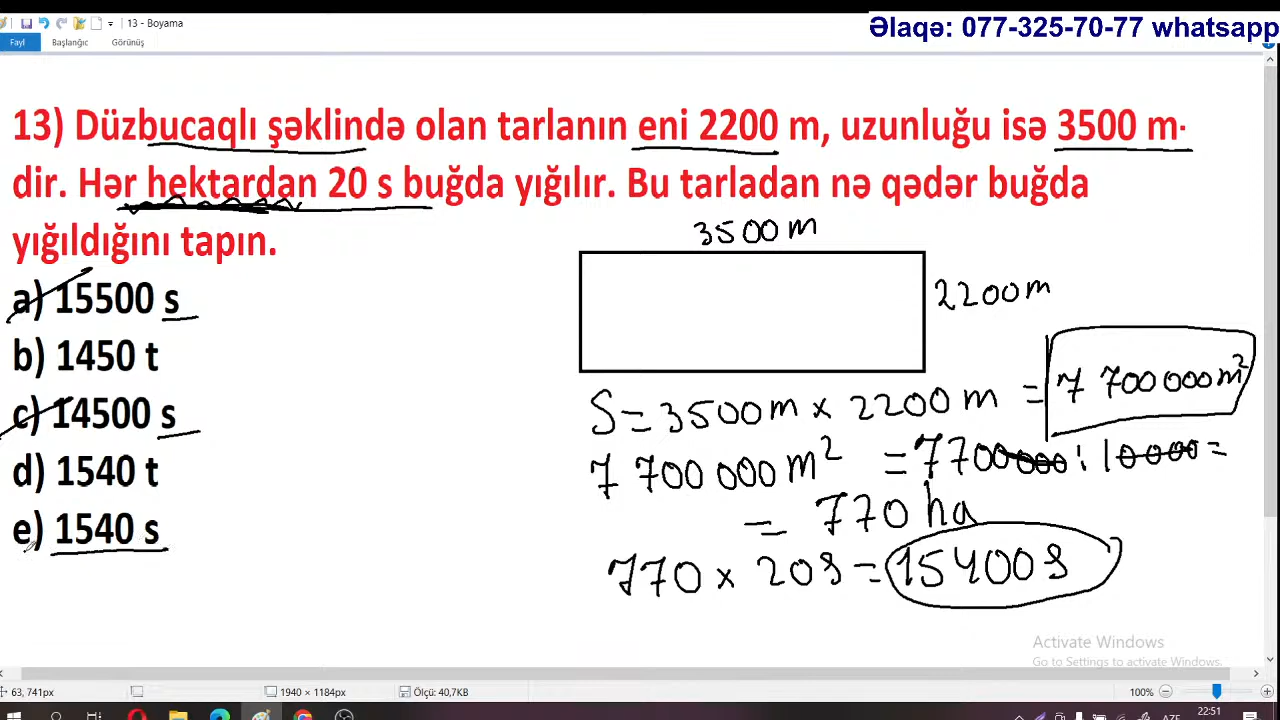 13 - Boyama
Əlaqə: 077-325-70-77 whatsapp
Fayl Başlanğıc Görünüş
13) Düzbucaqlı şəklində olan tarlanın eni 2200 m, uzunluğu isə 3500 m-
dir. Hər hektardan 20 s buğda yığılır. Bu tarladan nə qədər buğda
yığıldığını tapın.
3500 m
a) 15500 s
2200 m
b) 1450 t
c) 14500 s
d) 1540 t
e) 1540 s
S = 3500 m x 2200 m = 7 700 000 m²
7 700 000 m² = 7700000 : 10000 =
= 770 ha
770 x 20 s = 15400 s
Activate Windows
Go to Settings to activate Windows.
63, 741px 1940 × 1184px Ölçü: 40,7KB 100%
AZE 22:51